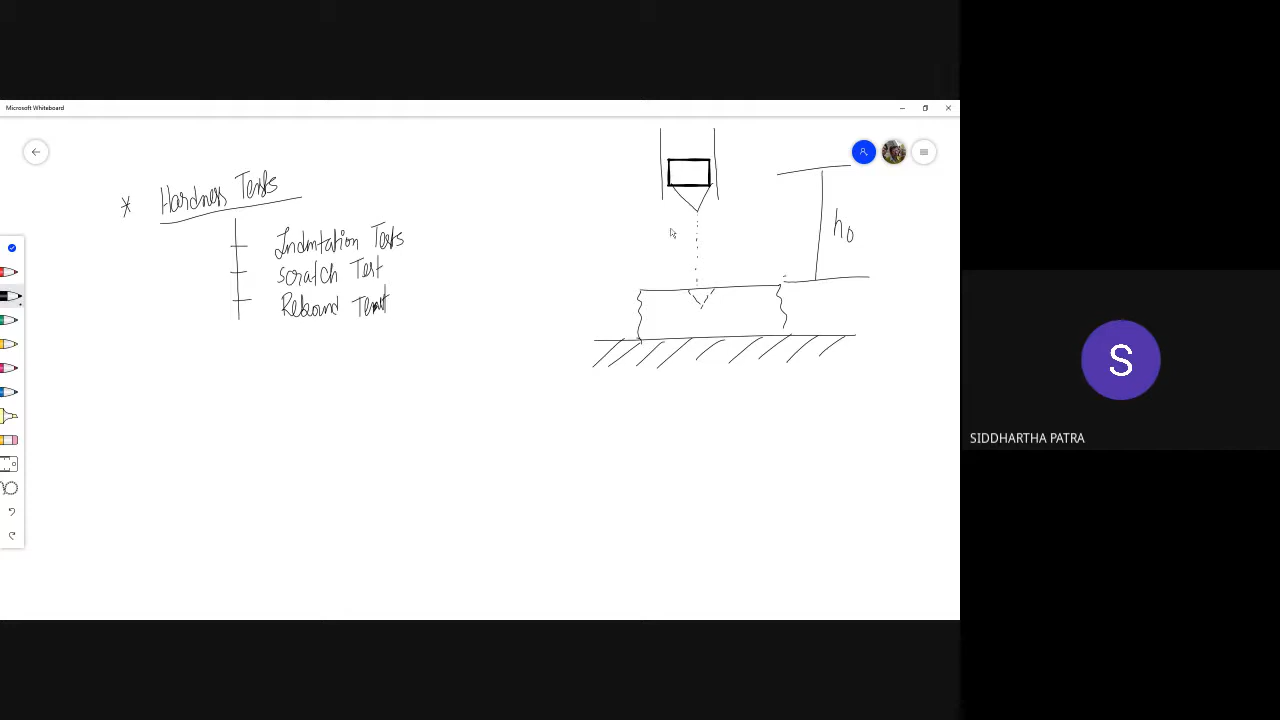 Microsoft Whiteboard
* Hardness Tests
Indentation Tests
Scratch Test
Rebound Test
h0
S
SIDDHARTHA PATRA